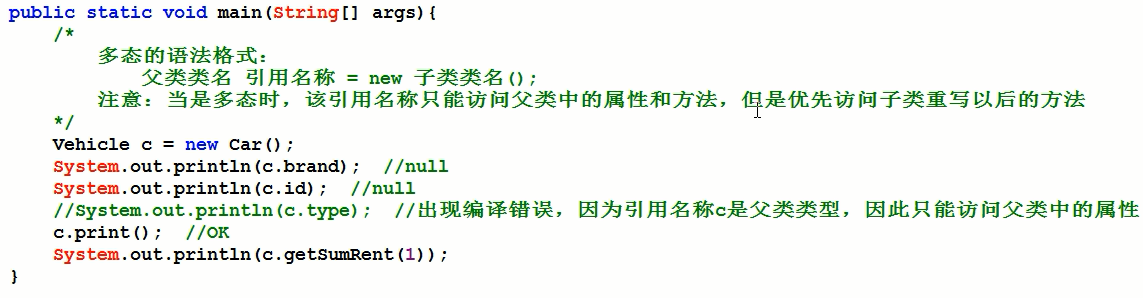 public static void main(String[] args){
/*
多态的语法格式：
父类类名 引用名称 = new 子类类名();
注意：当是多态时，该引用名称只能访问父类中的属性和方法，但是优先访问子类重写以后的方法
*/
Vehicle c = new Car();
System.out.println(c.brand);  //null
System.out.println(c.id);  //null
//System.out.println(c.type);  //出现编译错误，因为引用名称c是父类类型，因此只能访问父类中的属性
c.print();  //OK
System.out.println(c.getSumRent(1));
}